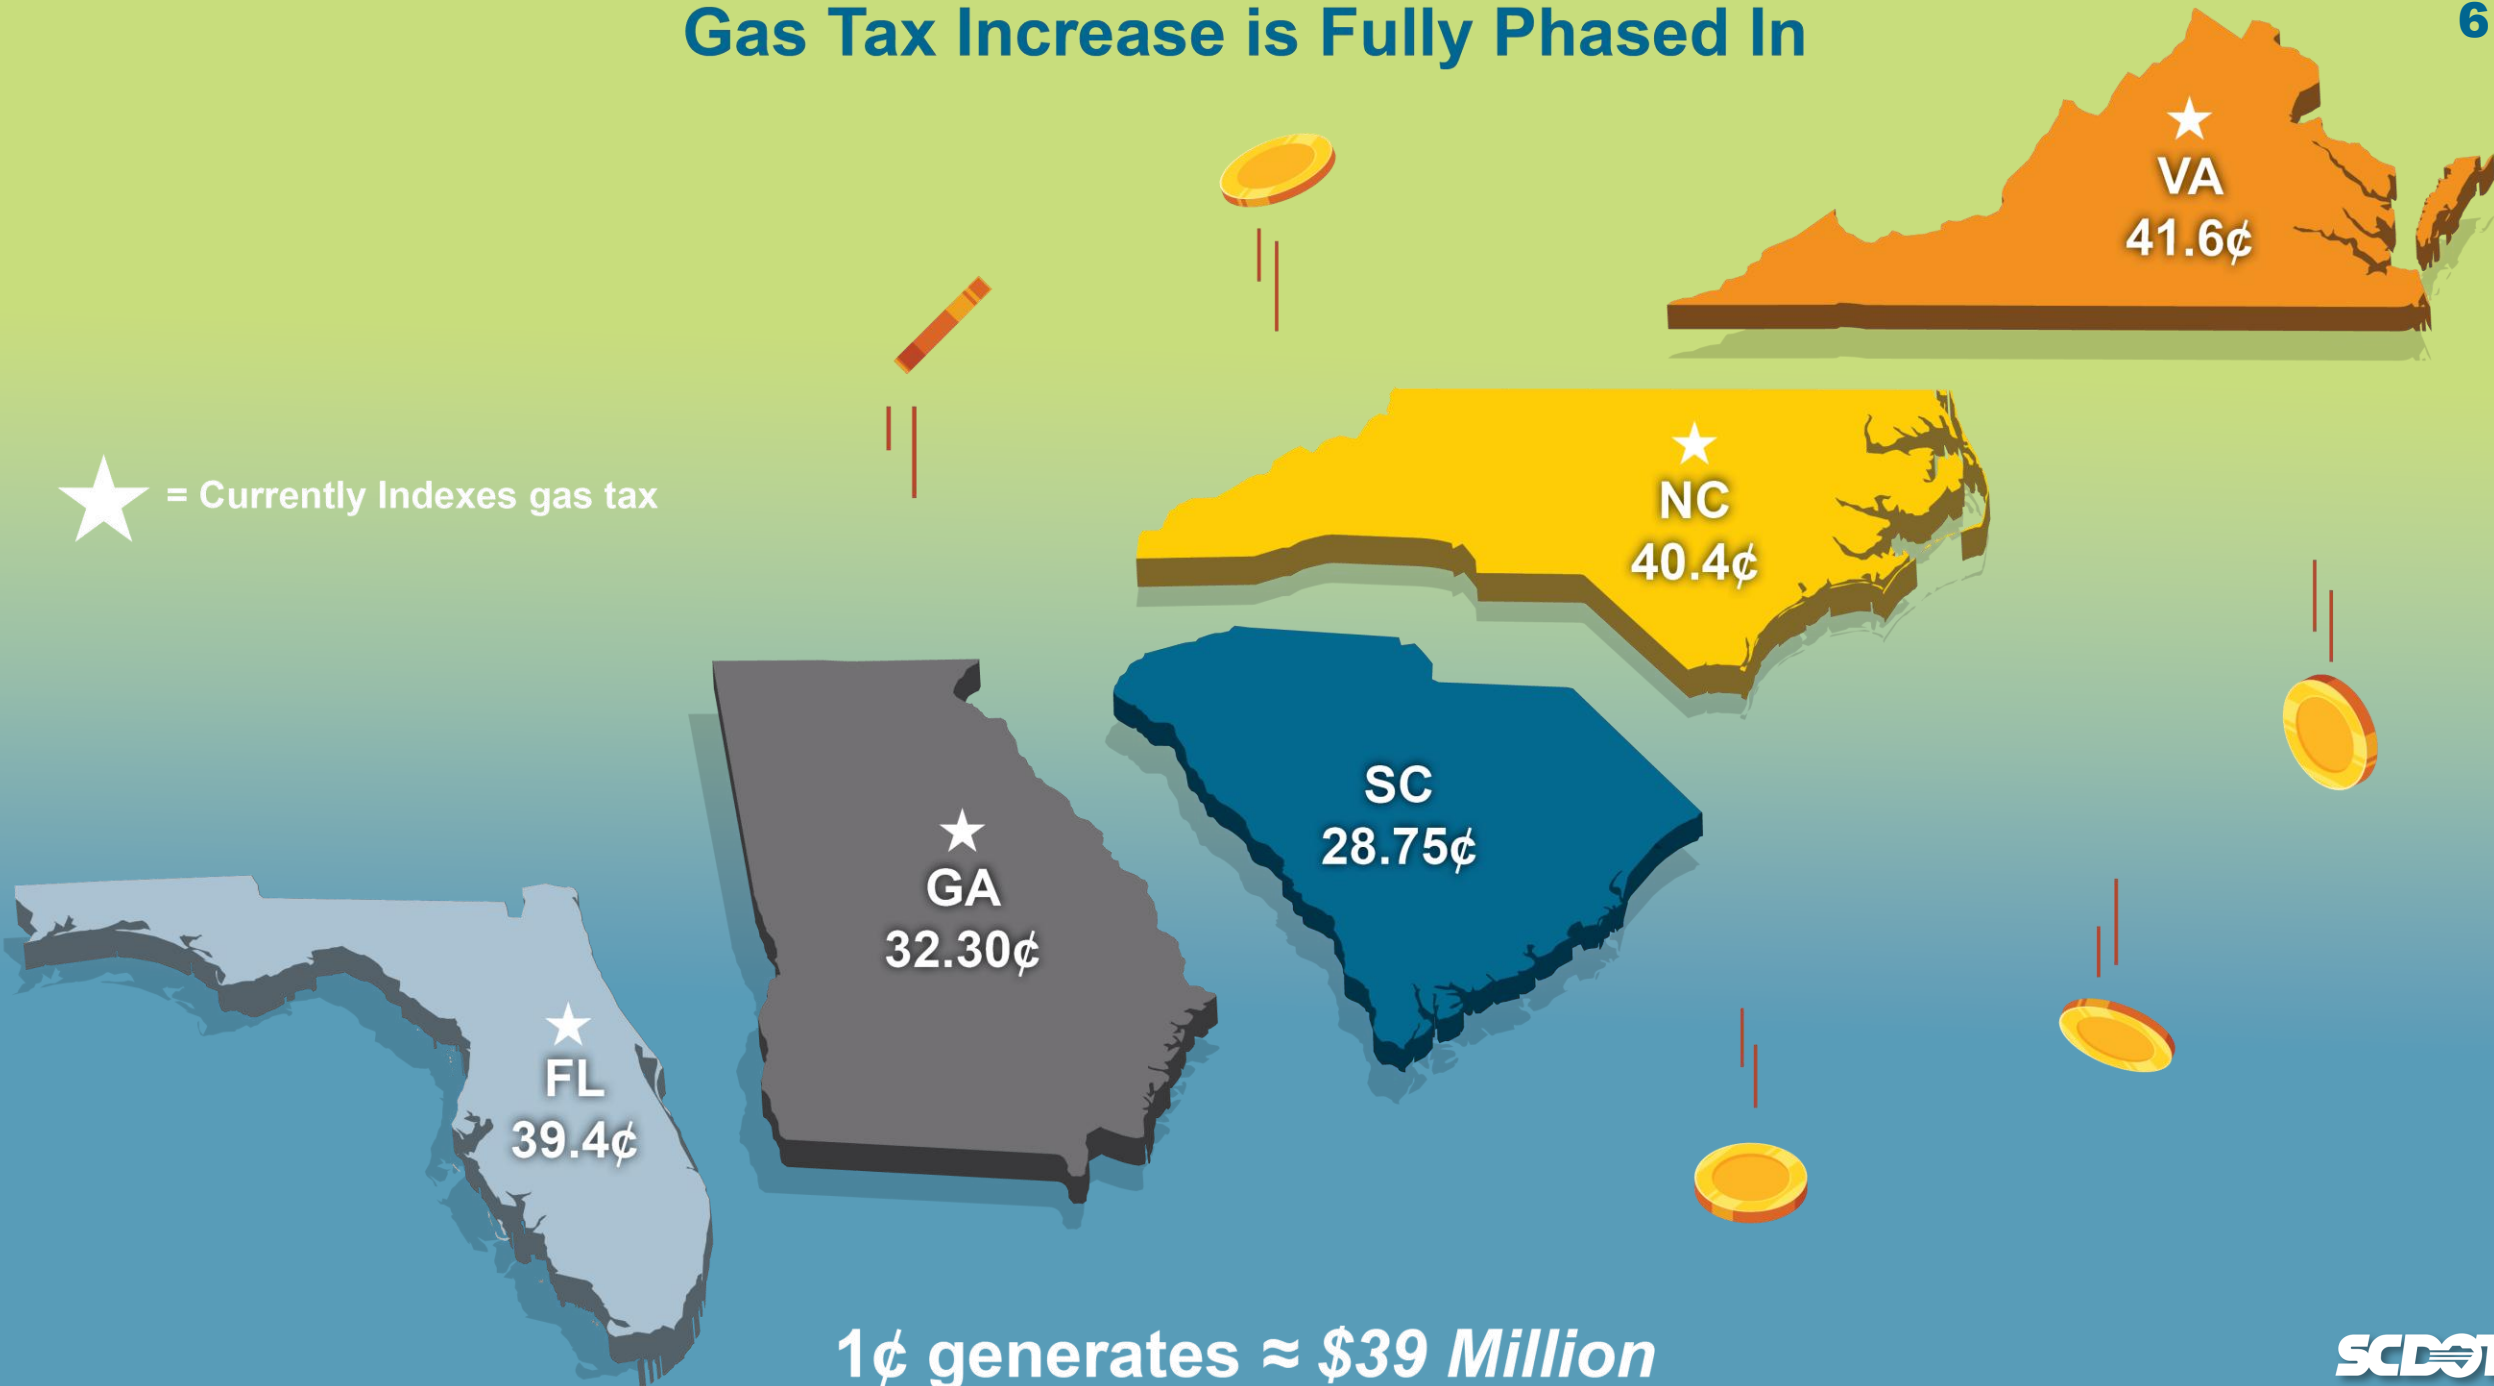 Gas Tax Increase is Fully Phased In
6
VA
41.6¢
NC
40.4¢
= Currently Indexes gas tax
SC
28.75¢
GA
32.30¢
FL
39.4¢
1¢ generates ≈ $39 Million
SCDOT